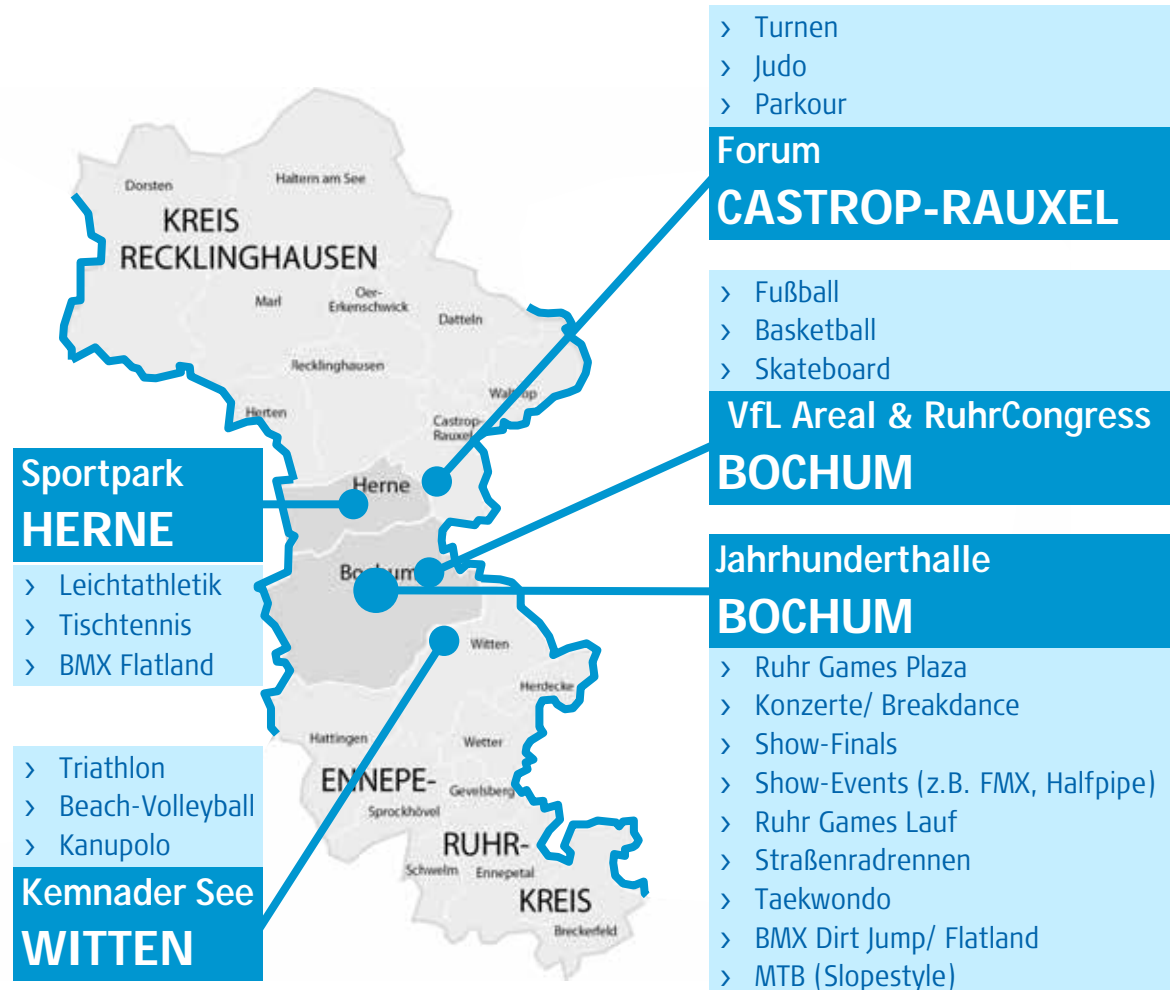 > Turnen
> Judo
> Parkour
Forum
CASTROP-RAUXEL
> Fußball
> Basketball
> Skateboard
VfL Areal & RuhrCongress
BOCHUM
Jahrhunderthalle
BOCHUM
> Ruhr Games Plaza
> Konzerte/ Breakdance
> Show-Finals
> Show-Events (z.B. FMX, Halfpipe)
> Ruhr Games Lauf
> Straßenradrennen
> Taekwondo
> BMX Dirt Jump/ Flatland
> MTB (Slopestyle)
Sportpark
HERNE
> Leichtathletik
> Tischtennis
> BMX Flatland
> Triathlon
> Beach-Volleyball
> Kanupolo
Kemnader See
WITTEN
Dorsten
Haltern am See
KREIS
RECKLINGHAUSEN
Marl
Oer-
Erkenschwick
Datteln
Recklinghausen
Waltrop
Herten
Castrop-
Rauxel
Herne
Bochum
Witten
Herdecke
Hattingen
Wetter
ENNEPE-
Gevelsberg
Sprockhövel
RUHR-
Schwelm
Ennepetal
KREIS
Breckerfeld